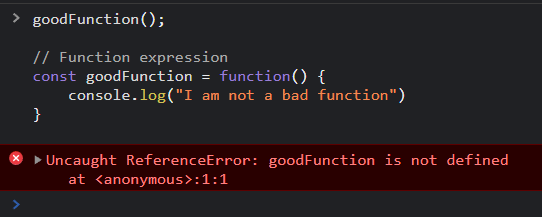 goodFunction();
// Function expression
const goodFunction = function() {
console.log("I am not a bad function")
}
Uncaught ReferenceError: goodFunction is not defined
at <anonymous>:1:1